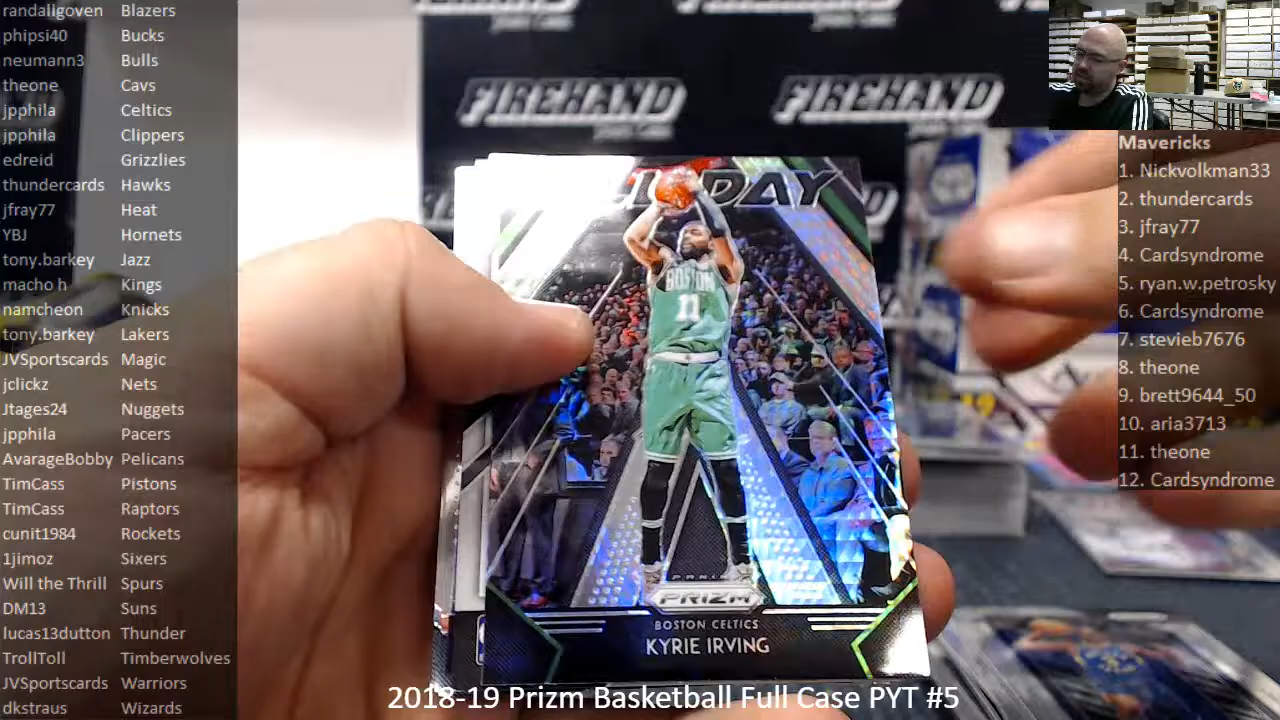 randallgoven Blazers
phipsi40 Bucks
neumann3 Bulls
theone Cavs
jpphila Celtics
jpphila Clippers
edreid Grizzlies
thundercards Hawks
jfray77 Heat
YBJ Hornets
tony.barkey Jazz
macho h Kings
namcheon Knicks
tony.barkey Lakers
JVSportscards Magic
jclickz Nets
Jtages24 Nuggets
jpphila Pacers
AvarageBobby Pelicans
TimCass Pistons
TimCass Raptors
cunit1984 Rockets
1jimoz Sixers
Will the Thrill Spurs
DM13 Suns
lucas13dutton Thunder
TrollToll Timberwolves
JVSportscards Warriors
dkstraus Wizards
FIREHAND FIREHAND
DAY
BOSTON
11
PANINI
PRIZM
BOSTON CELTICS
KYRIE IRVING
Mavericks
1. Nickvolkman33
2. thundercards
3. jfray77
4. Cardsyndrome
5. ryan.w.petrosky
6. Cardsyndrome
7. stevieb7676
8. theone
9. brett9644_50
10. aria3713
11. theone
12. Cardsyndrome
2018-19 Prizm Basketball Full Case PYT #5